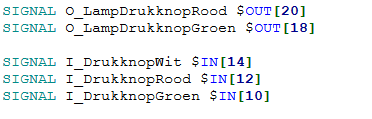 SIGNAL O_LampDrukknopRood $OUT[20]
SIGNAL O_LampDrukknopGroen $OUT[18]
SIGNAL I_DrukknopWit $IN[14]
SIGNAL I_DrukknopRood $IN[12]
SIGNAL I_DrukknopGroen $IN[10]